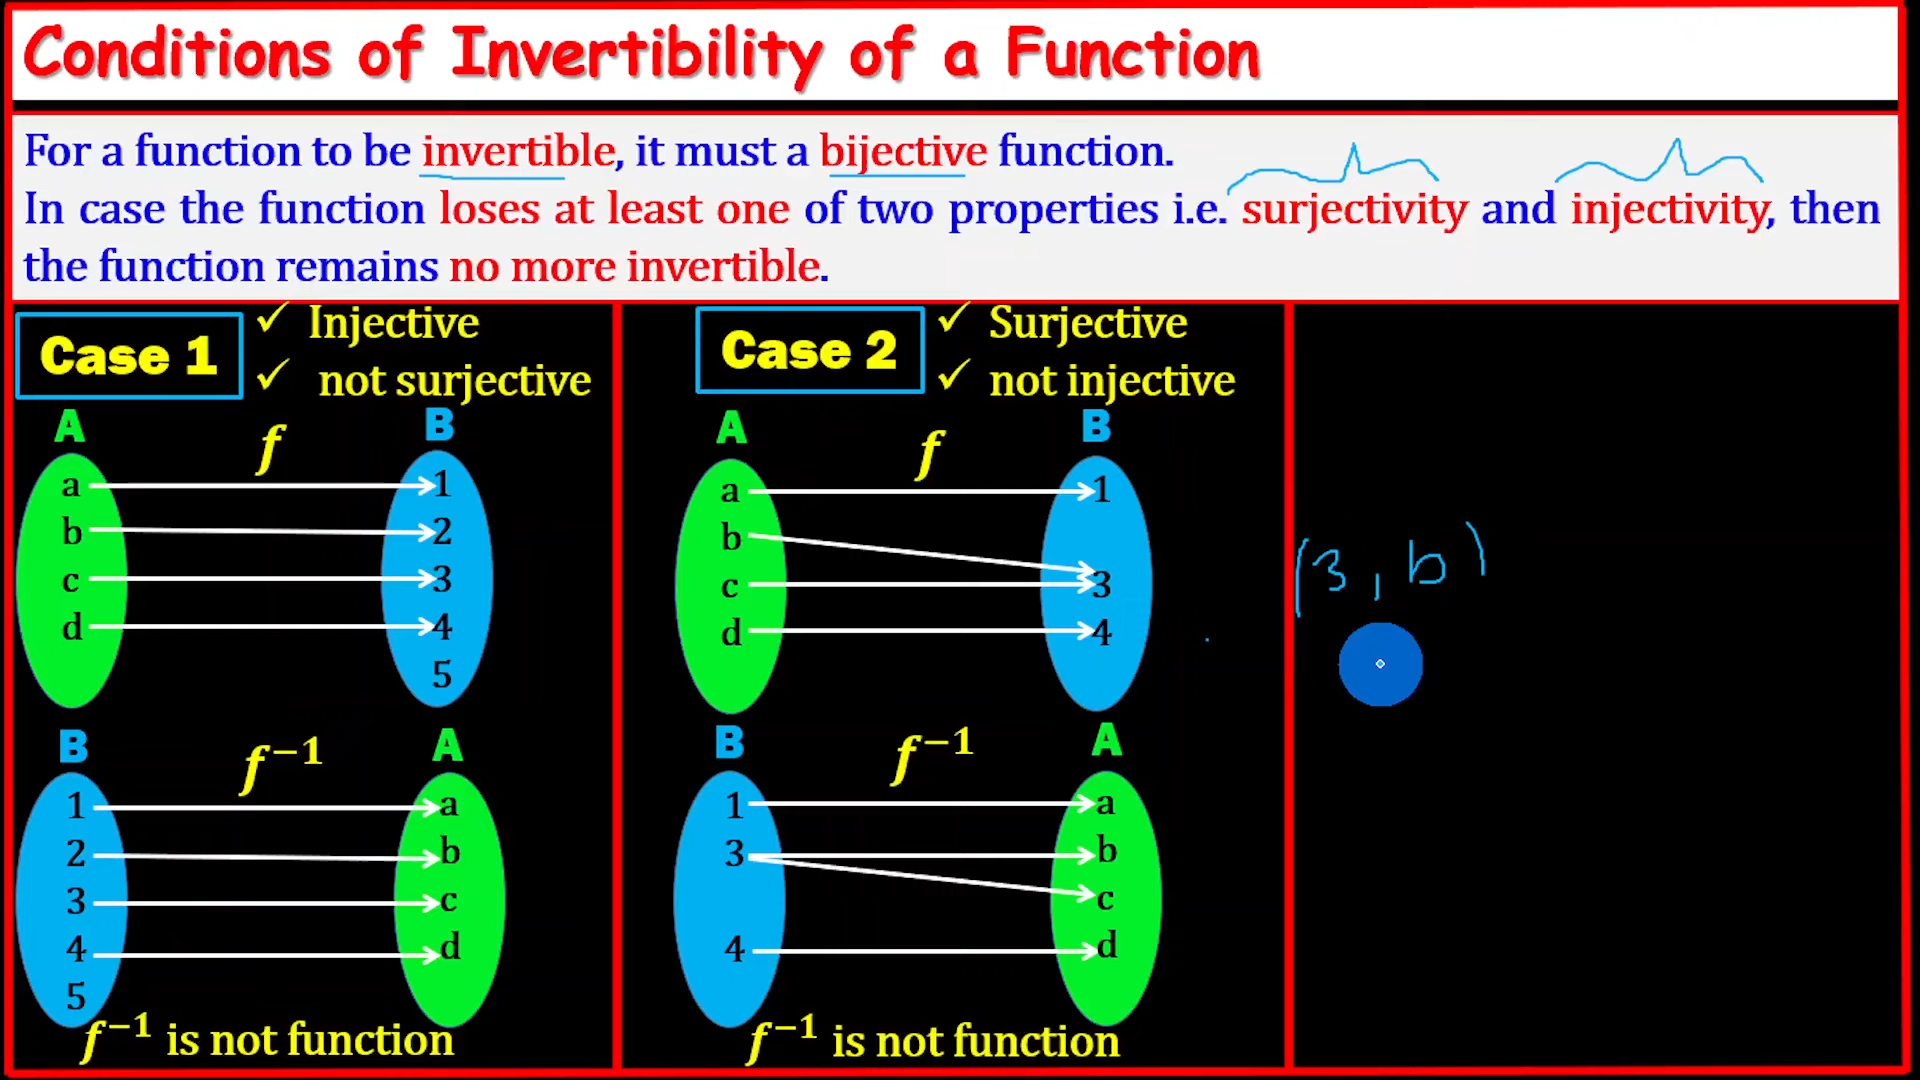 Conditions of Invertibility of a Function
For a function to be invertible, it must a bijective function.
In case the function loses at least one of two properties i.e. surjectivity and injectivity, then
the function remains no more invertible.
Case 1
✓ Injective
✓ not surjective
A f B
a 1
b 2
c 3
d 4
5
B f⁻¹ A
1 a
2 b
3 c
4 d
5
f⁻¹ is not function
Case 2
✓ Surjective
✓ not injective
A f B
a 1
b
c 3
d 4
B f⁻¹ A
1 a
3 b
c
4 d
f⁻¹ is not function
(3, b)